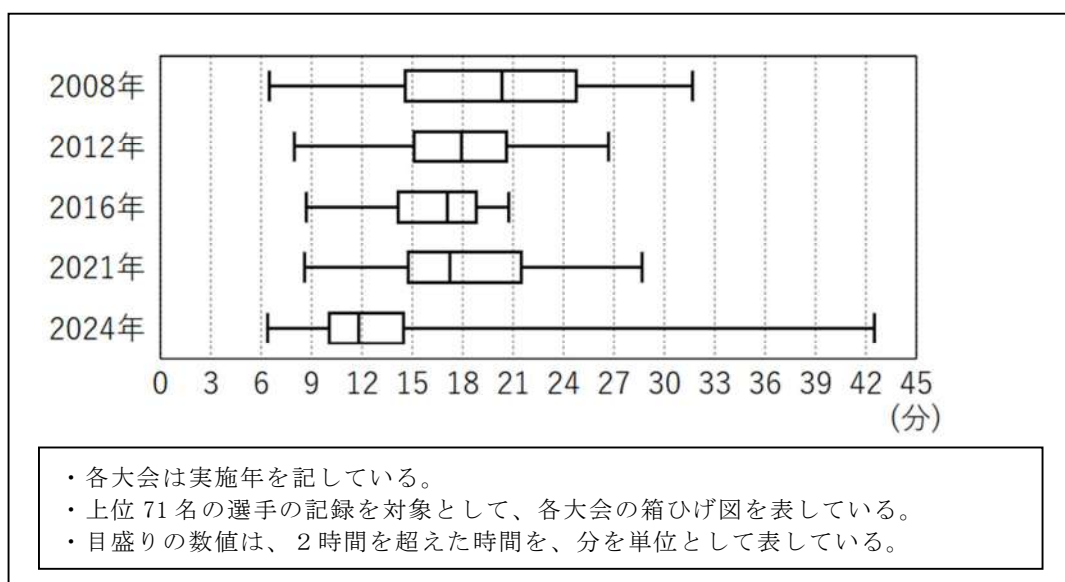 2008年
2012年
2016年
2021年
2024年
0 3 6 9 12 15 18 21 24 27 30 33 36 39 42 45
(分)
・各大会は実施年を記している。
・上位 71 名の選手の記録を対象として、各大会の箱ひげ図を表している。
・目盛りの数値は、２時間を超えた時間を、分を単位として表している。